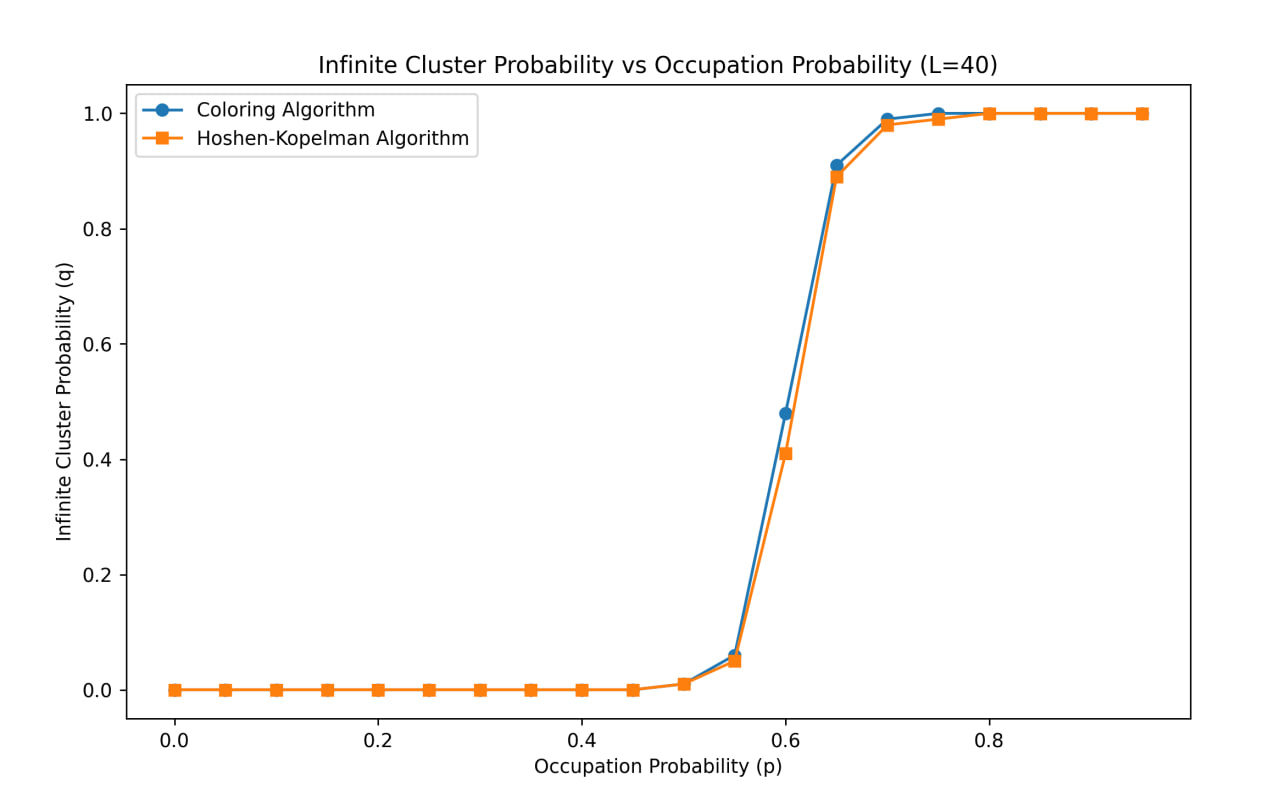 Infinite Cluster Probability vs Occupation Probability (L=40)
Coloring Algorithm
Hoshen-Kopelman Algorithm
Infinite Cluster Probability (q)
1.0
0.8
0.6
0.4
0.2
0.0
0.0 0.2 0.4 0.6 0.8
Occupation Probability (p)